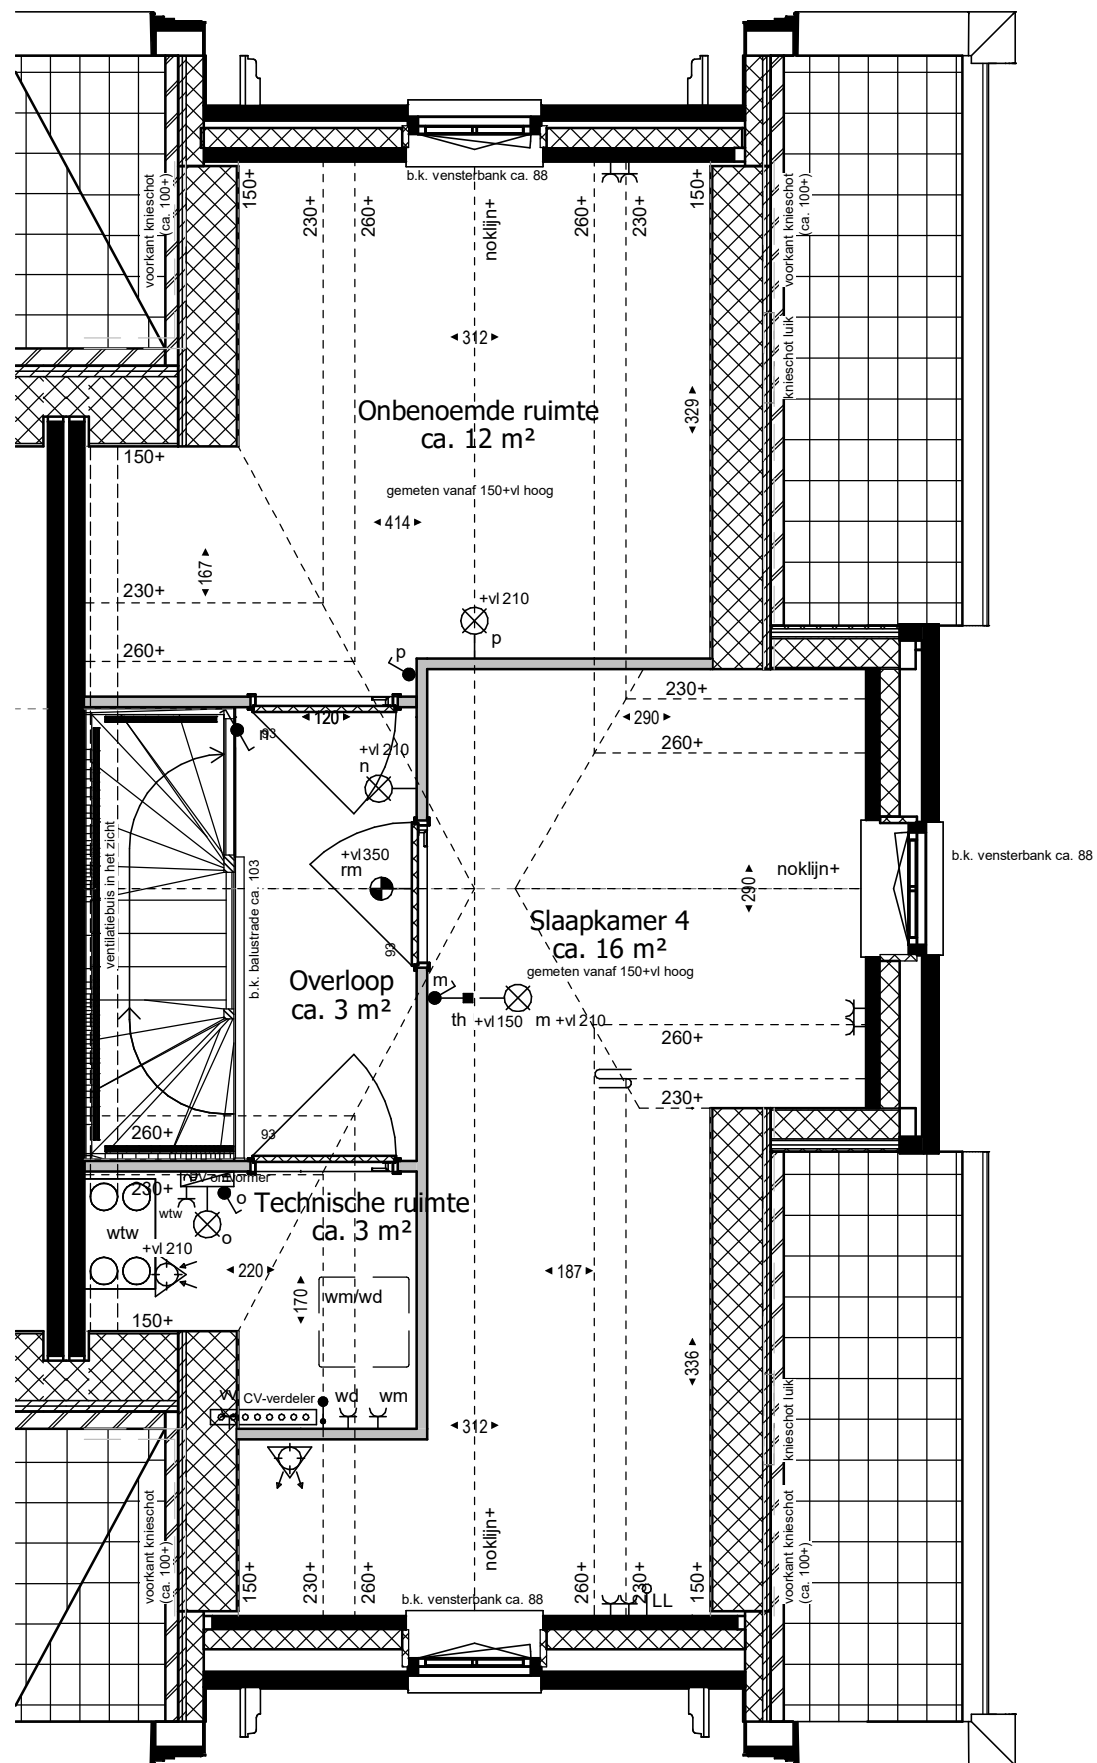 b.k. vensterbank ca. 88
voorkant knieschot
(ca. 100+)
150+
230+
260+
noklijn+
260+
230+
150+
voorkant knieschot
(ca. 100+)
312
knieschot luik
329
Onbenoemde ruimte
ca. 12 m²
150+
gemeten vanaf 150+vl hoog
414
167
230+
+vl 210
p
p
260+
230+
120
290
93
n
+vl 210
n
260+
ventilatiebuis in het zicht
b.k. balustrade ca. 103
+vl 350
rm
noklijn+
290
b.k. vensterbank ca. 88
Slaapkamer 4
ca. 16 m²
gemeten vanaf 150+vl hoog
93
Overloop
ca. 3 m²
m
th
+vl 150
m
+vl 210
260+
230+
260+
93
230+
CV omvormer
o
Technische ruimte
ca. 3 m²
wtw
wtw
o
+vl 210
220
187
170
wm/wd
150+
336
vv
CV-verdeler
wd
wm
312
knieschot luik
voorkant knieschot
(ca. 100+)
150+
230+
260+
noklijn+
260+
230+
150+
LL
voorkant knieschot
(ca. 100+)
b.k. vensterbank ca. 88